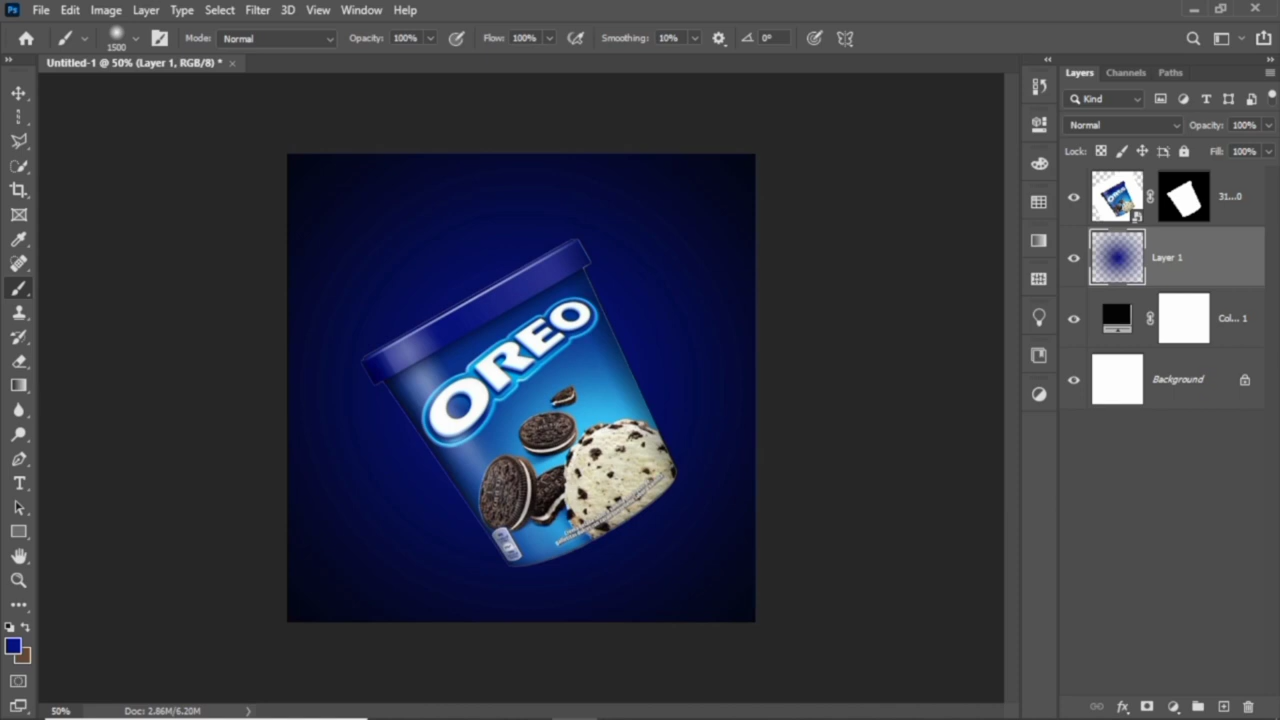 Ps File Edit Image Layer Type Select Filter 3D View Window Help
1500 Mode: Normal Opacity: 100% Flow: 100% Smoothing: 10% 0°
Untitled-1 @ 50% (Layer 1, RGB/8) *
Layers Channels Paths
Kind
Normal Opacity: 100%
Lock: Fill: 100%
31...0
Layer 1
Col... 1
Background
OREO
50% Doc: 2.86M/6.20M